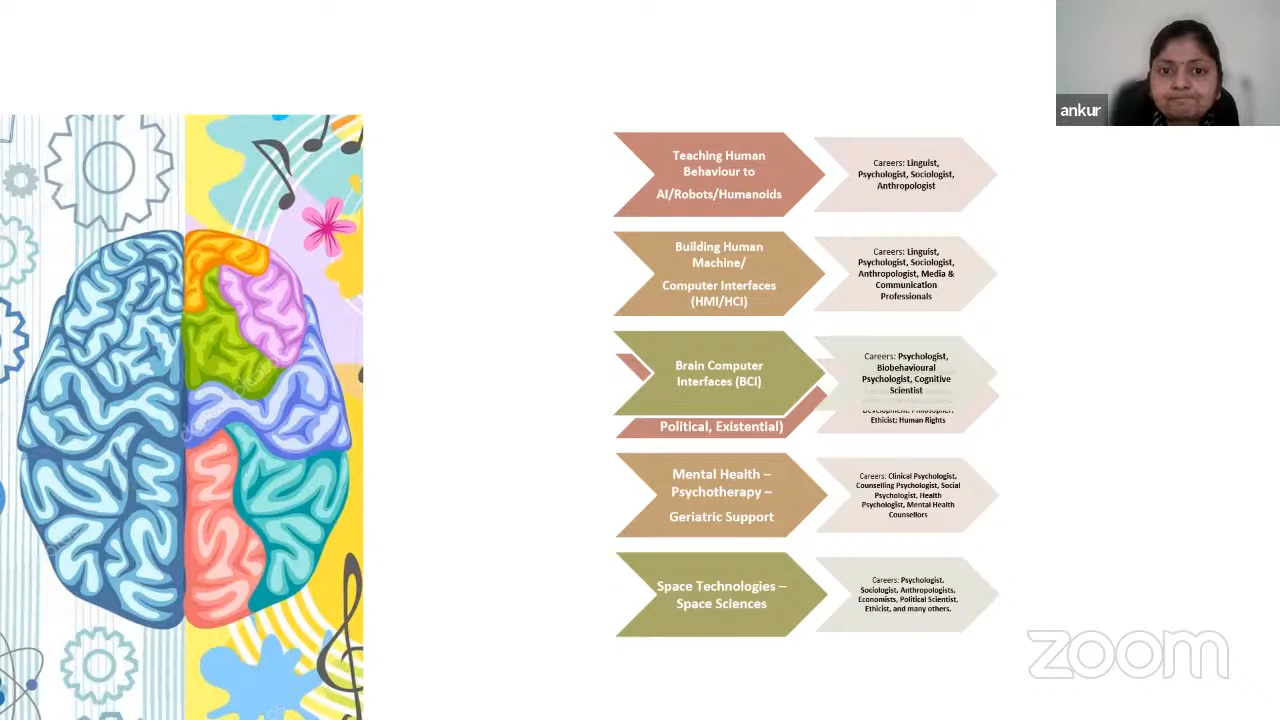 ankur
Teaching Human
Behaviour to
AI/Robots/Humanoids
Careers: Linguist,
Psychologist, Sociologist,
Anthropologist
Building Human
Machine/
Computer Interfaces
(HMI/HCI)
Careers: Linguist,
Psychologist, Sociologist,
Anthropologist, Media &
Communication
Professionals
Brain Computer
Interfaces (BCI)
Careers: Psychologist,
Biobehavioural
Psychologist, Cognitive
Scientist
Political, Existential)
Development; Philosopher;
Ethicist; Human Rights
Mental Health –
Psychotherapy –
Geriatric Support
Careers: Clinical Psychologist,
Counselling Psychologist, Social
Psychologist, Health
Psychologist, Mental Health
Counsellors
Space Technologies –
Space Sciences
Careers: Psychologist,
Sociologist, Anthropologists,
Economists, Political Scientist,
Ethicist, and many others.
zoom